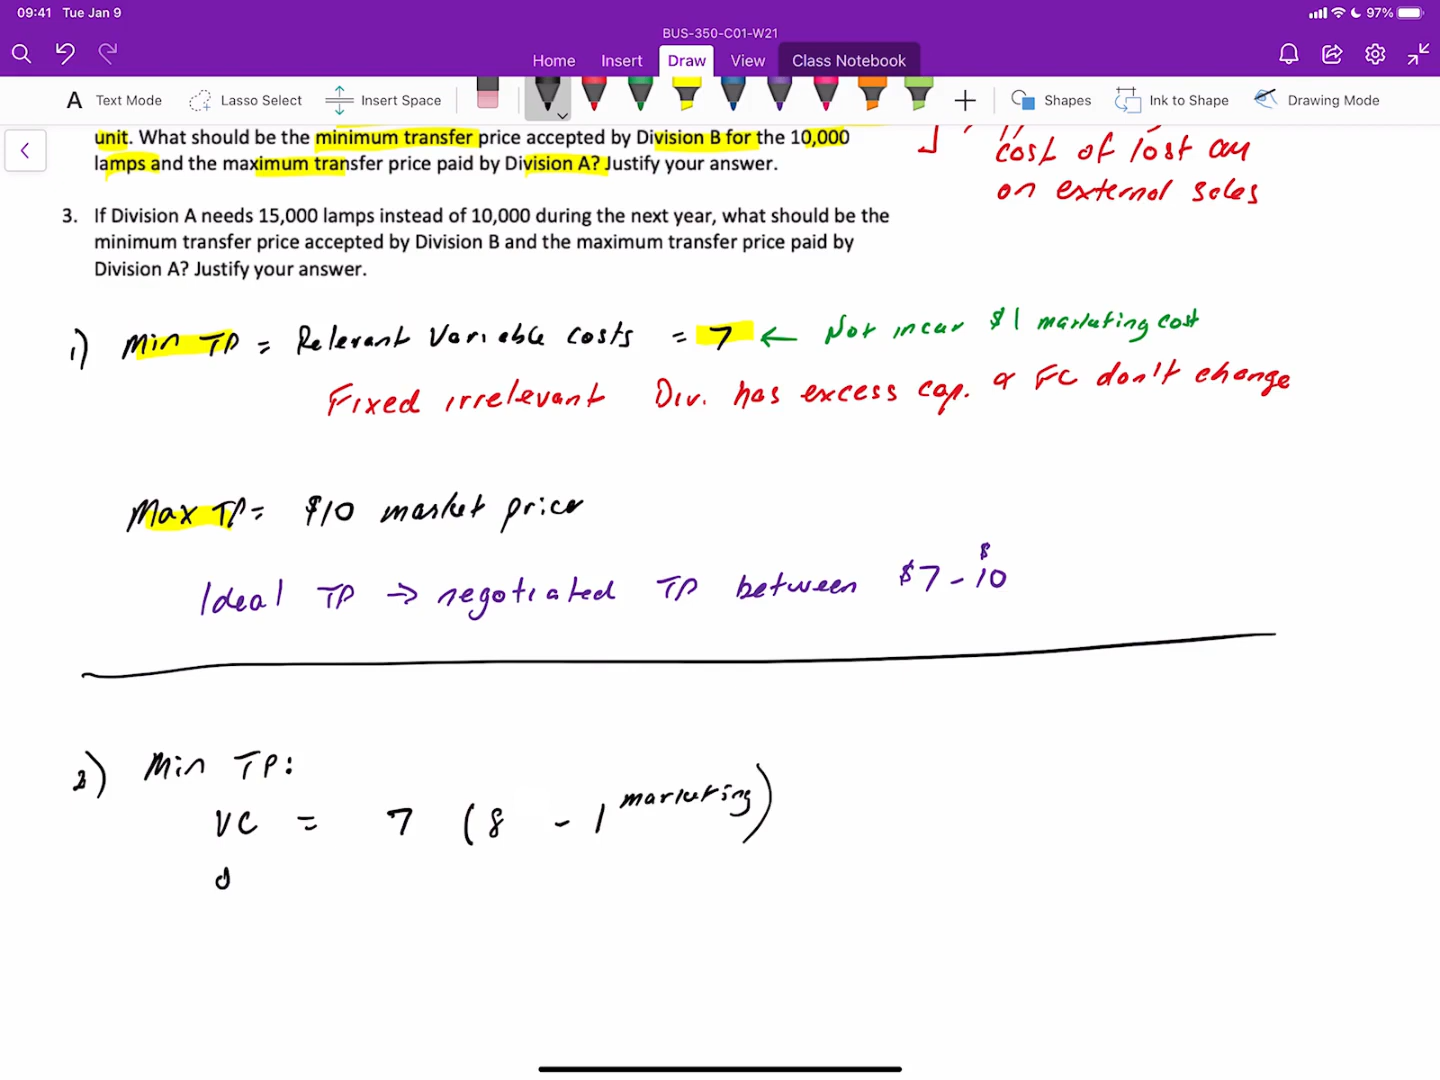 09:41 Tue Jan 9
97%
BUS-350-C01-W21
Home Insert Draw View Class Notebook
A Text Mode Lasso Select Insert Space Shapes Ink to Shape Drawing Mode
unit. What should be the minimum transfer price accepted by Division B for the 10,000
lamps and the maximum transfer price paid by Division A? Justify your answer.
cost of lost cm
on external sales
3. If Division A needs 15,000 lamps instead of 10,000 during the next year, what should be the
minimum transfer price accepted by Division B and the maximum transfer price paid by
Division A? Justify your answer.
1) Min TP = Relevant Variable costs = 7 ← Not incur $1 marketing cost
Fixed irrelevant Div. has excess cap. & FC don't change
Max TP = $10 market price
Ideal TP → negotiated TP between $7 - $10
2) Min TP:
VC = 7 (8 - 1 marketing)